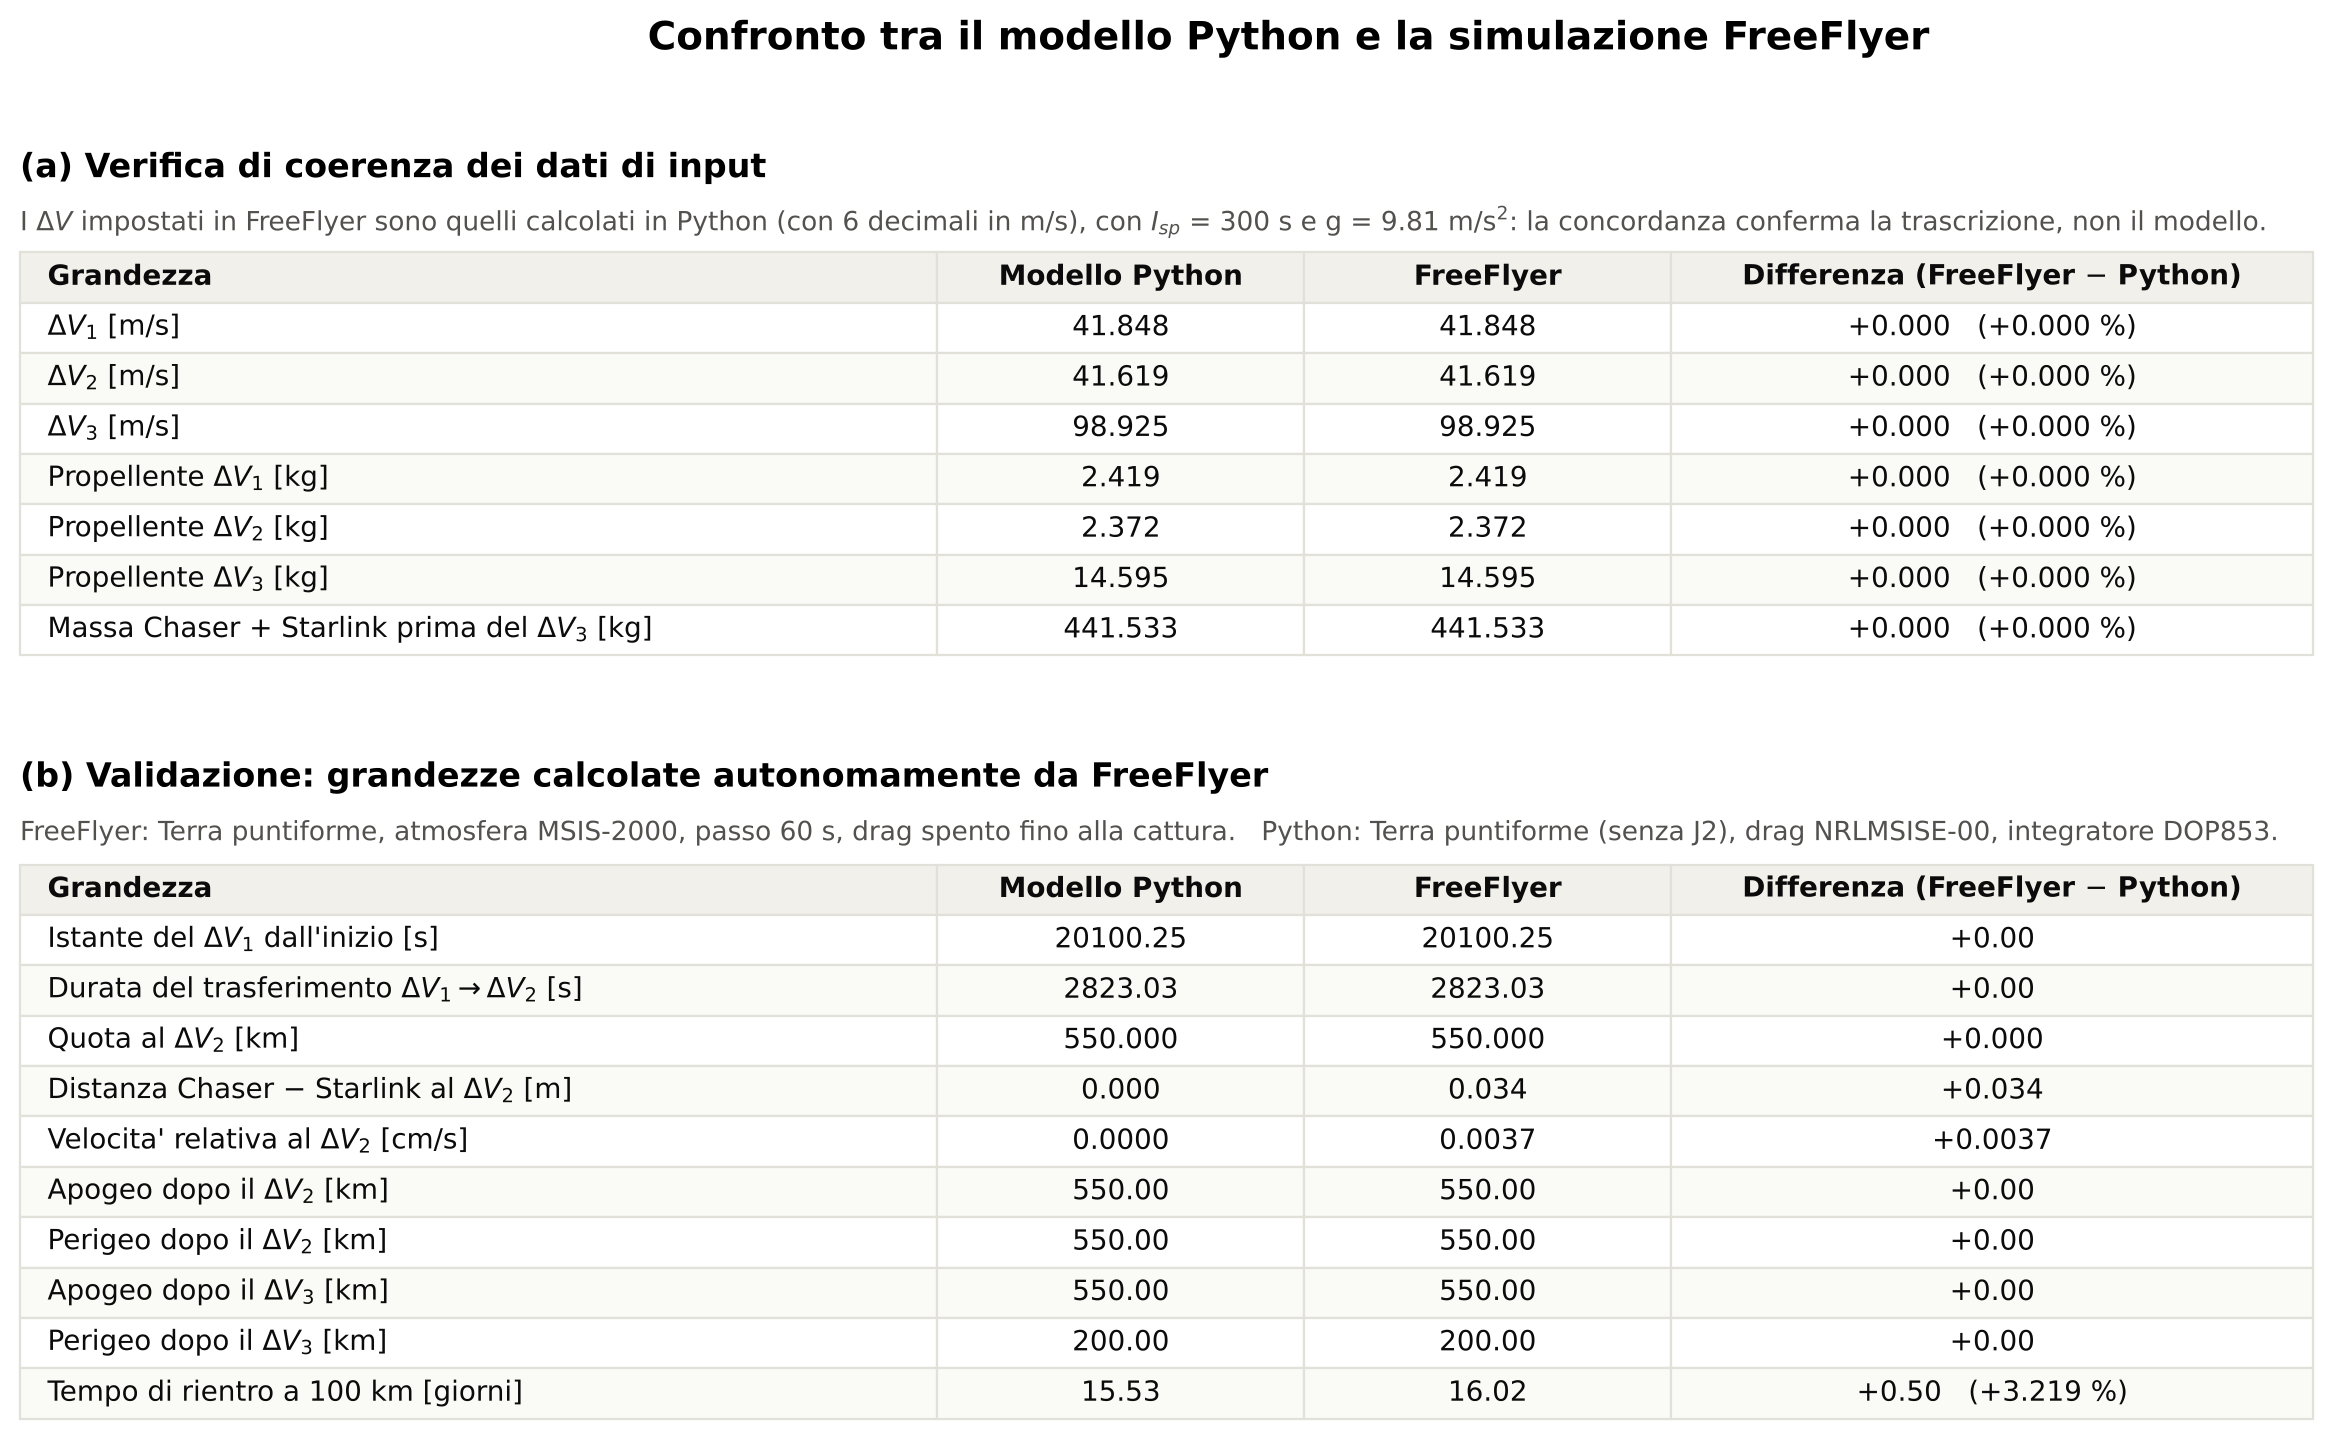 Confronto tra il modello Python e la simulazione FreeFlyer
(a) Verifica di coerenza dei dati di input
I ΔV impostati in FreeFlyer sono quelli calcolati in Python (con 6 decimali in m/s), con Isp = 300 s e g = 9.81 m/s²: la concordanza conferma la trascrizione, non il modello.
Grandezza Modello Python FreeFlyer Differenza (FreeFlyer − Python)
ΔV₁ [m/s] 41.848 41.848 +0.000 (+0.000 %)
ΔV₂ [m/s] 41.619 41.619 +0.000 (+0.000 %)
ΔV₃ [m/s] 98.925 98.925 +0.000 (+0.000 %)
Propellente ΔV₁ [kg] 2.419 2.419 +0.000 (+0.000 %)
Propellente ΔV₂ [kg] 2.372 2.372 +0.000 (+0.000 %)
Propellente ΔV₃ [kg] 14.595 14.595 +0.000 (+0.000 %)
Massa Chaser + Starlink prima del ΔV₃ [kg] 441.533 441.533 +0.000 (+0.000 %)
(b) Validazione: grandezze calcolate autonomamente da FreeFlyer
FreeFlyer: Terra puntiforme, atmosfera MSIS-2000, passo 60 s, drag spento fino alla cattura. Python: Terra puntiforme (senza J2), drag NRLMSISE-00, integratore DOP853.
Grandezza Modello Python FreeFlyer Differenza (FreeFlyer − Python)
Istante del ΔV₁ dall'inizio [s] 20100.25 20100.25 +0.00
Durata del trasferimento ΔV₁→ΔV₂ [s] 2823.03 2823.03 +0.00
Quota al ΔV₂ [km] 550.000 550.000 +0.000
Distanza Chaser − Starlink al ΔV₂ [m] 0.000 0.034 +0.034
Velocita' relativa al ΔV₂ [cm/s] 0.0000 0.0037 +0.0037
Apogeo dopo il ΔV₂ [km] 550.00 550.00 +0.00
Perigeo dopo il ΔV₂ [km] 550.00 550.00 +0.00
Apogeo dopo il ΔV₃ [km] 550.00 550.00 +0.00
Perigeo dopo il ΔV₃ [km] 200.00 200.00 +0.00
Tempo di rientro a 100 km [giorni] 15.53 16.02 +0.50 (+3.219 %)